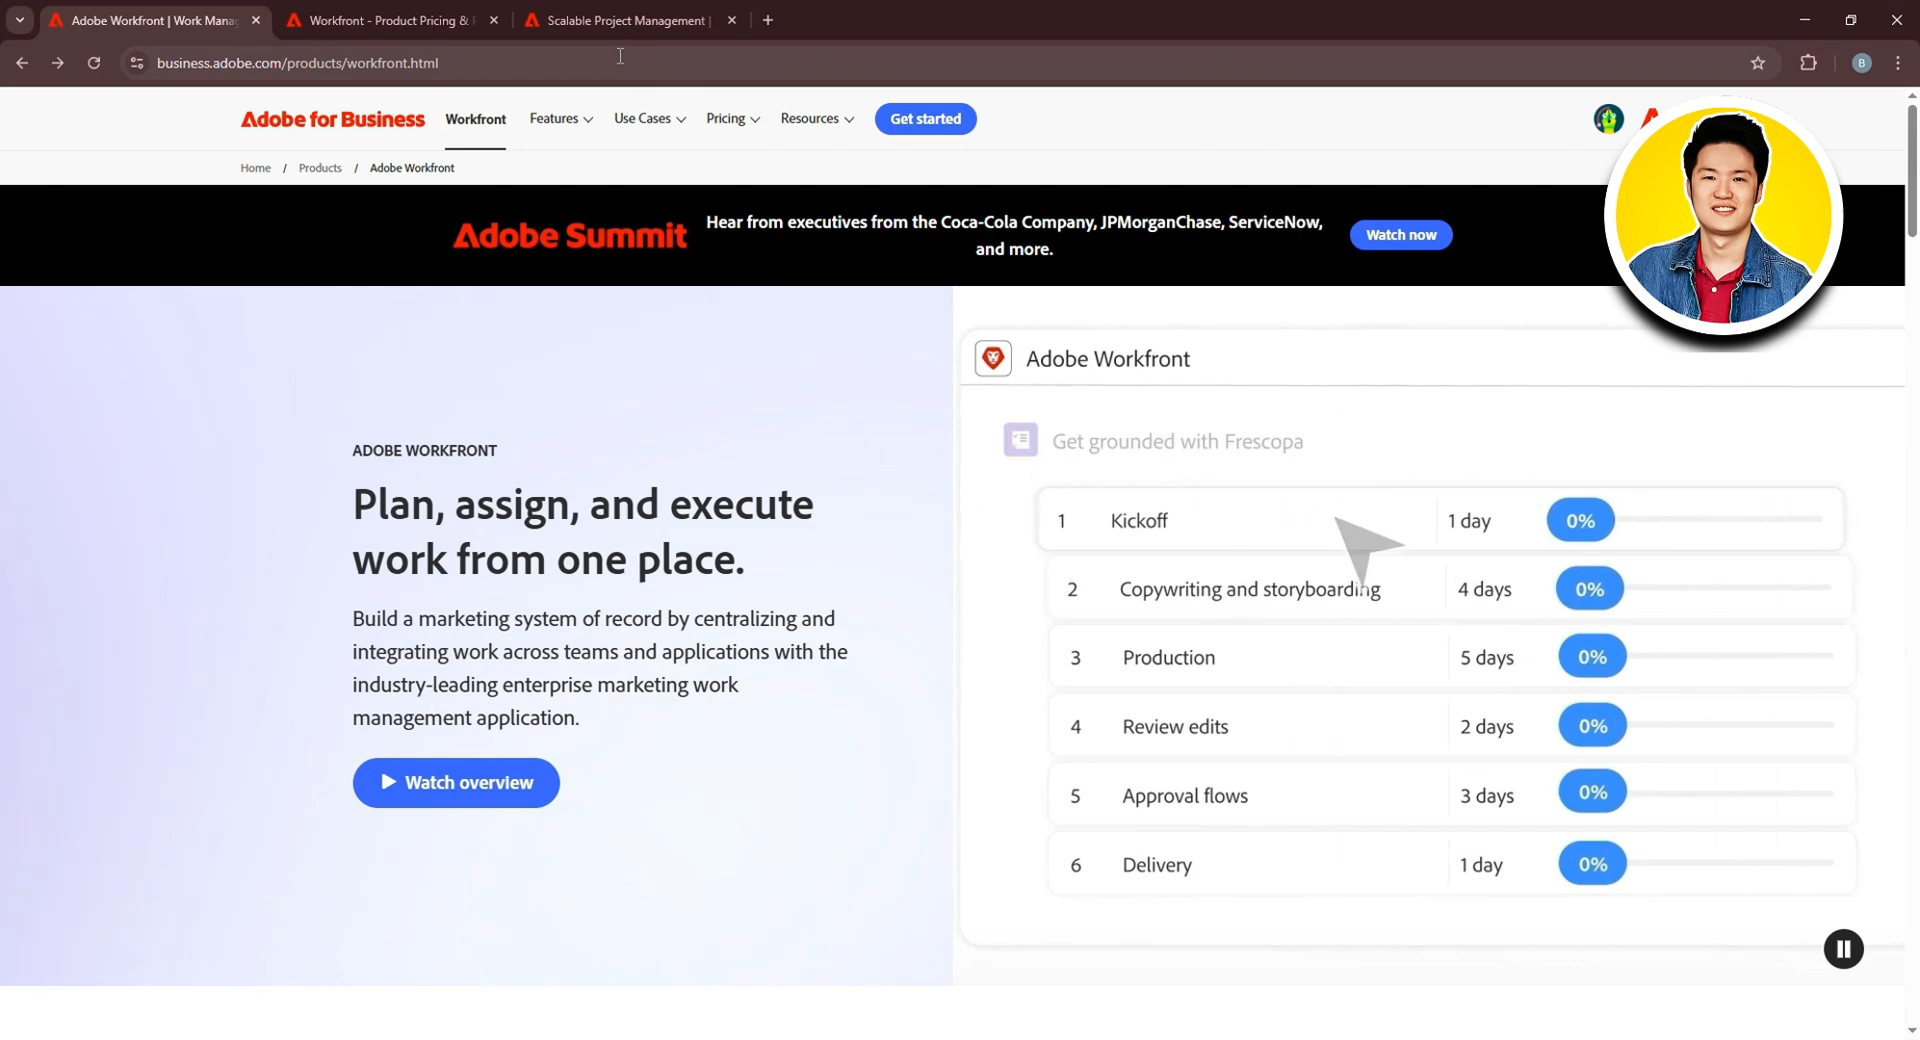 Adobe Workfront | Work Mana
Workfront - Product Pricing &
Scalable Project Management |
business.adobe.com/products/workfront.html
B
Adobe for Business
Workfront
Features
Use Cases
Pricing
Resources
Get started
Home / Products / Adobe Workfront
Adobe Summit
Hear from executives from the Coca-Cola Company, JPMorganChase, ServiceNow,
and more.
Watch now
ADOBE WORKFRONT
Plan, assign, and execute
work from one place.
Build a marketing system of record by centralizing and
integrating work across teams and applications with the
industry-leading enterprise marketing work
management application.
Watch overview
Adobe Workfront
Get grounded with Frescopa
1 Kickoff 1 day 0%
2 Copywriting and storyboarding 4 days 0%
3 Production 5 days 0%
4 Review edits 2 days 0%
5 Approval flows 3 days 0%
6 Delivery 1 day 0%